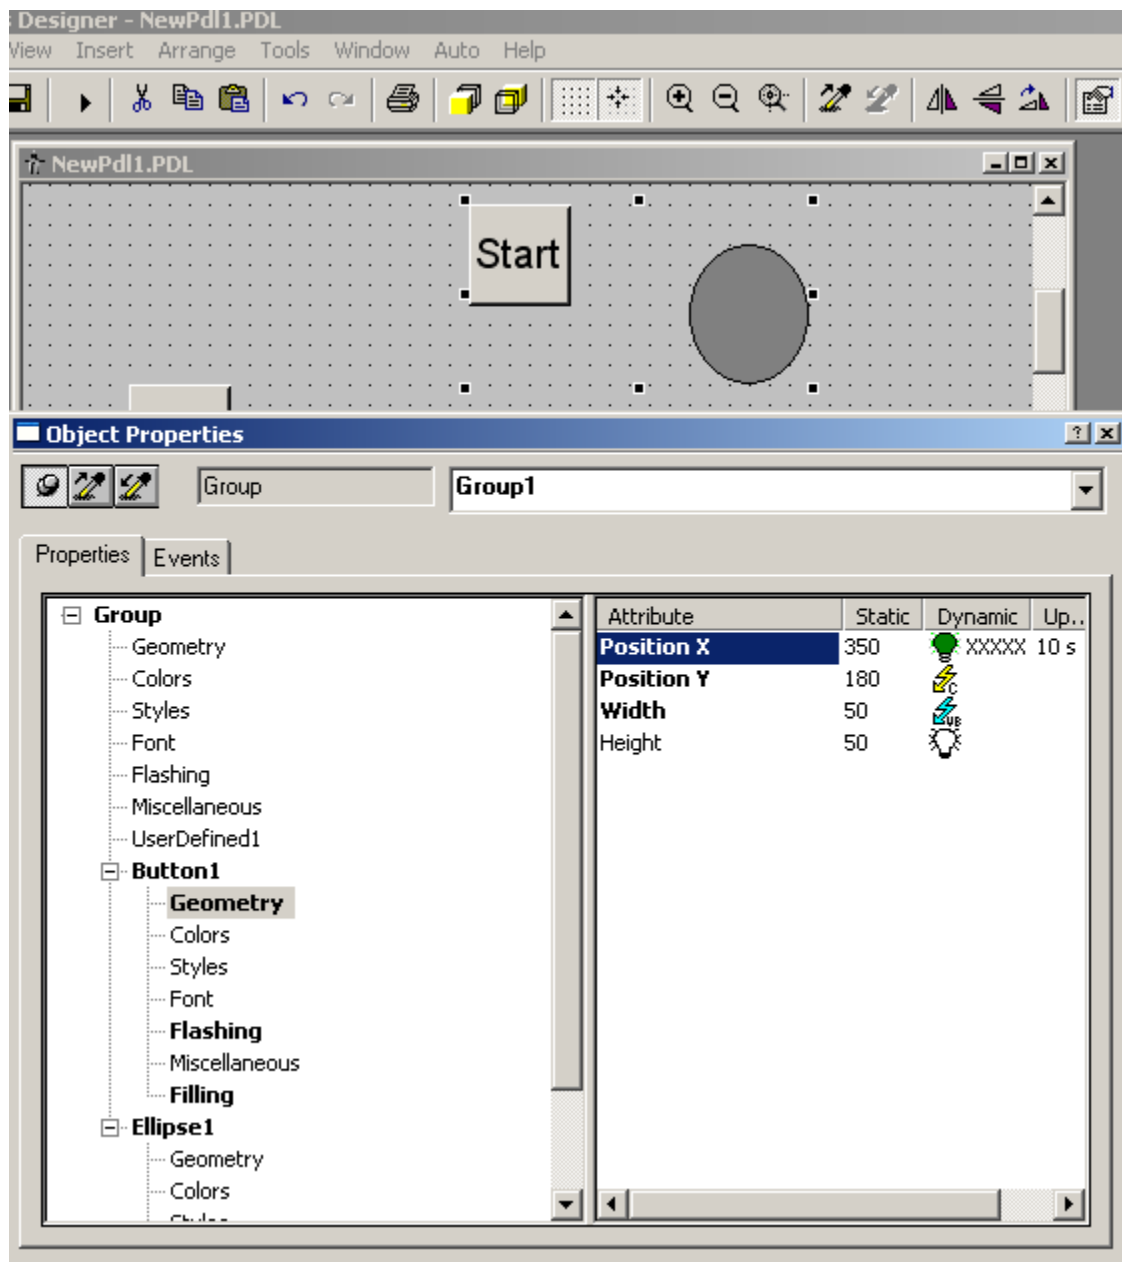 Designer - NewPdl1.PDL
View Insert Arrange Tools Window Auto Help
NewPdl1.PDL
Start
Object Properties
Group Group1
Properties Events
Group
Geometry
Colors
Styles
Font
Flashing
Miscellaneous
UserDefined1
Button1
Geometry
Colors
Styles
Font
Flashing
Miscellaneous
Filling
Ellipse1
Geometry
Colors
Attribute Static Dynamic Up..
Position X 350 XXXXX 10 s
Position Y 180 C
Width 50 VB
Height 50